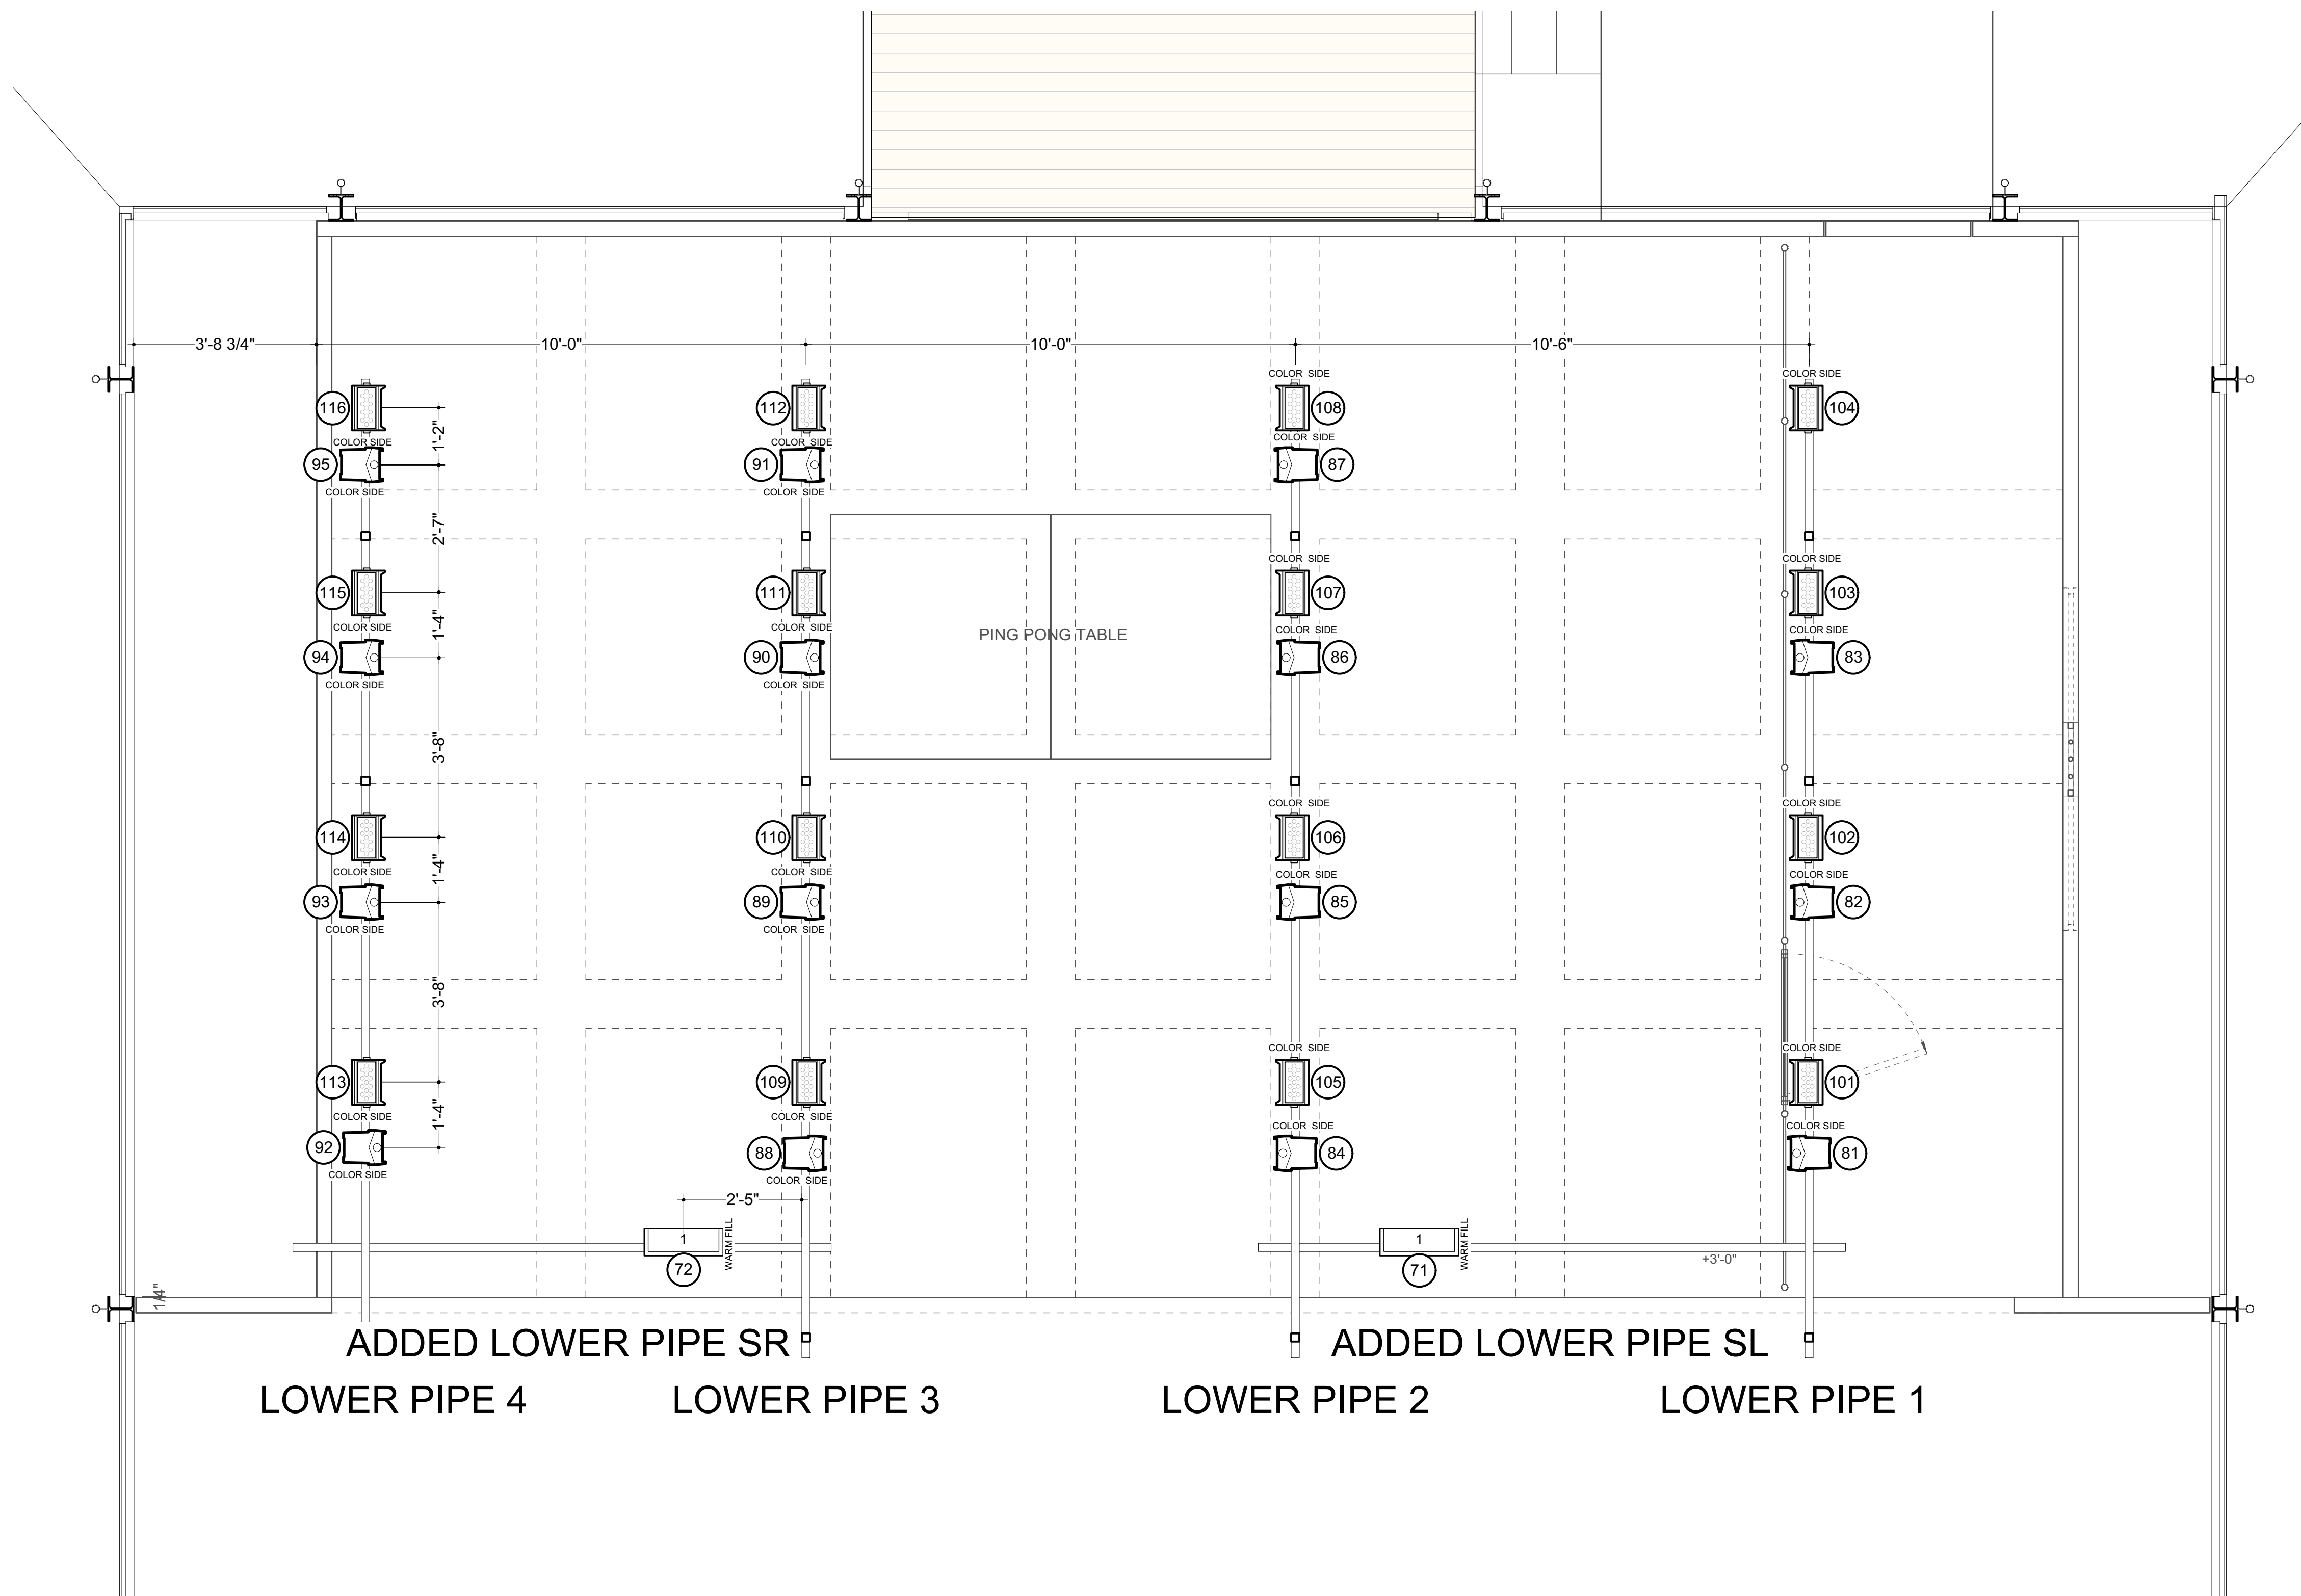 3'-8 3/4" 10'-0" 10'-0" 10'-6"
COLOR SIDE COLOR SIDE
116 112 108 104
1'-2"
COLOR SIDE COLOR SIDE COLOR SIDE
95 91 87
COLOR SIDE COLOR SIDE
2'-7"
COLOR SIDE COLOR SIDE
115 111 107 103
1'-4"
COLOR SIDE COLOR SIDE COLOR SIDE COLOR SIDE
PING PONG TABLE
94 90 86 83
COLOR SIDE COLOR SIDE
3'-8"
COLOR SIDE COLOR SIDE
114 110 106 102
1'-4"
COLOR SIDE COLOR SIDE COLOR SIDE COLOR SIDE
93 89 85 82
COLOR SIDE COLOR SIDE
3'-8"
COLOR SIDE COLOR SIDE
113 109 105 101
1'-4"
COLOR SIDE COLOR SIDE COLOR SIDE COLOR SIDE
92 88 84 81
COLOR SIDE COLOR SIDE
2'-5"
1 WARM FILL 1 WARM FILL
72 71 +3'-0"
1/4"
ADDED LOWER PIPE SR ADDED LOWER PIPE SL
LOWER PIPE 4 LOWER PIPE 3 LOWER PIPE 2 LOWER PIPE 1